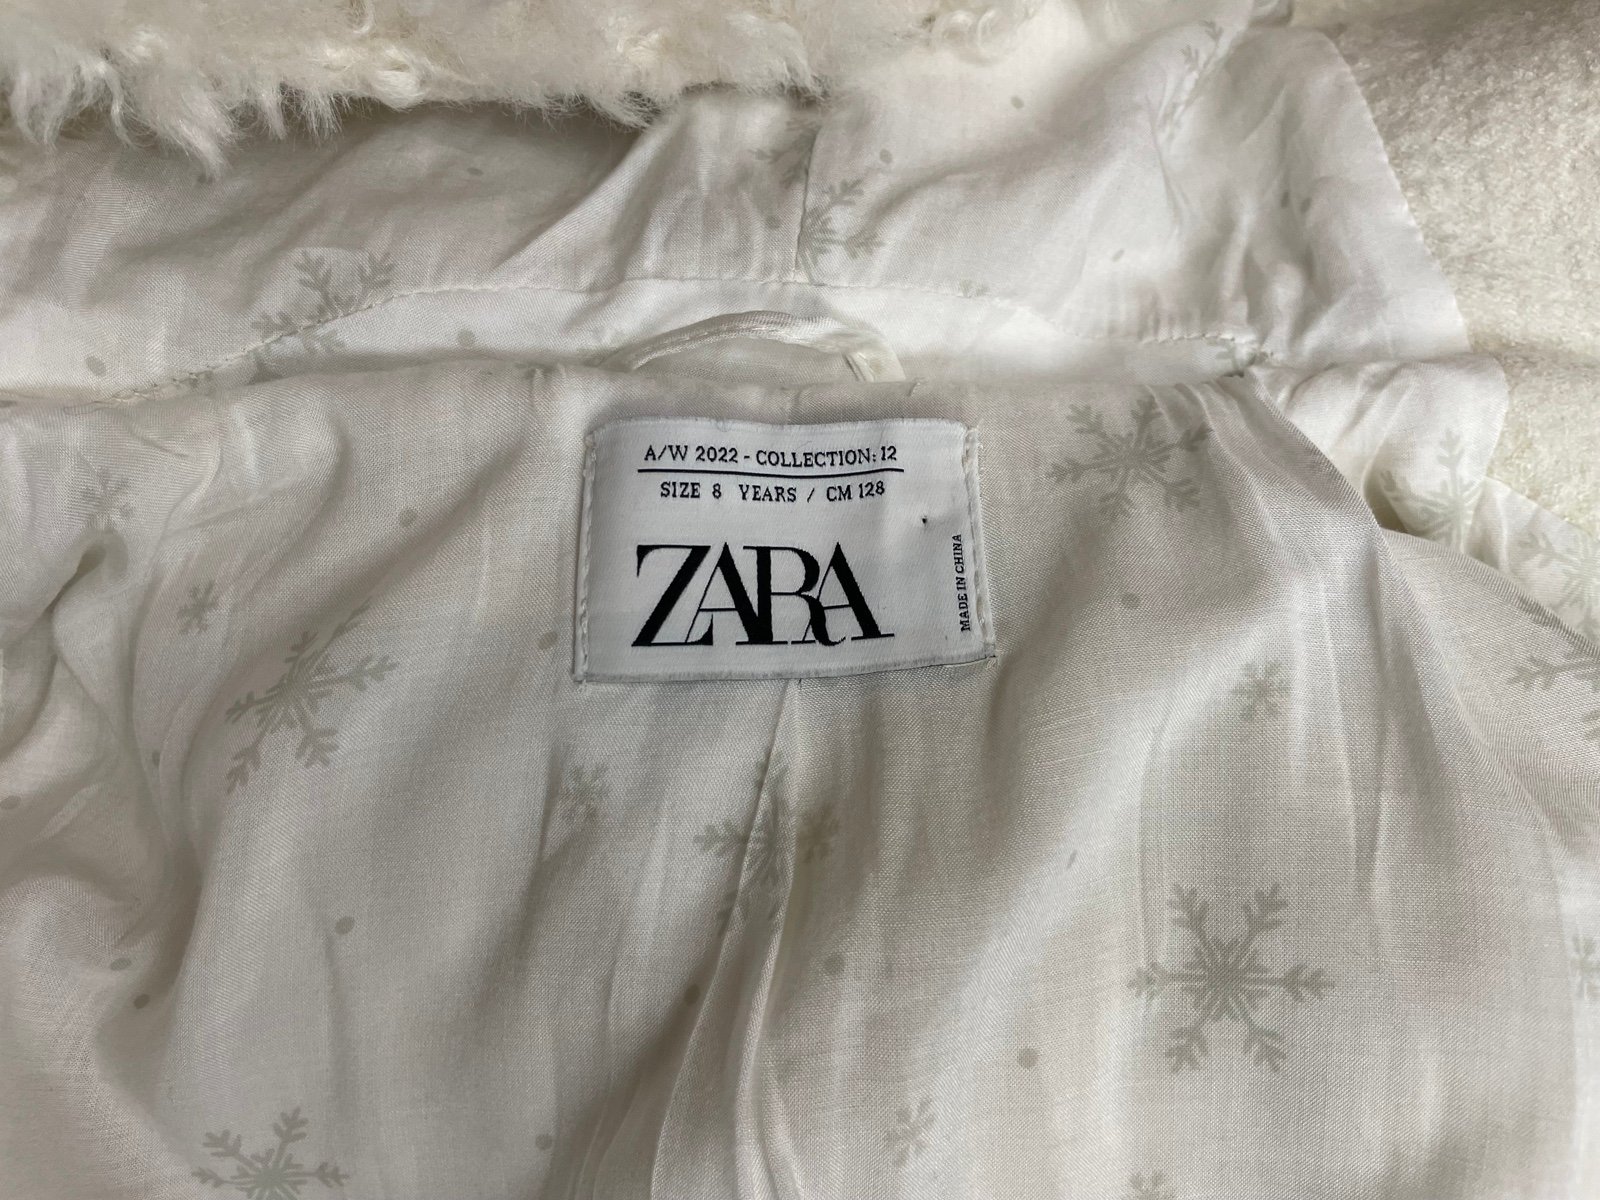 A/W 2022 - COLLECTION: 12
SIZE 8 YEARS / CM 128
ZARA
MADE IN CHINA